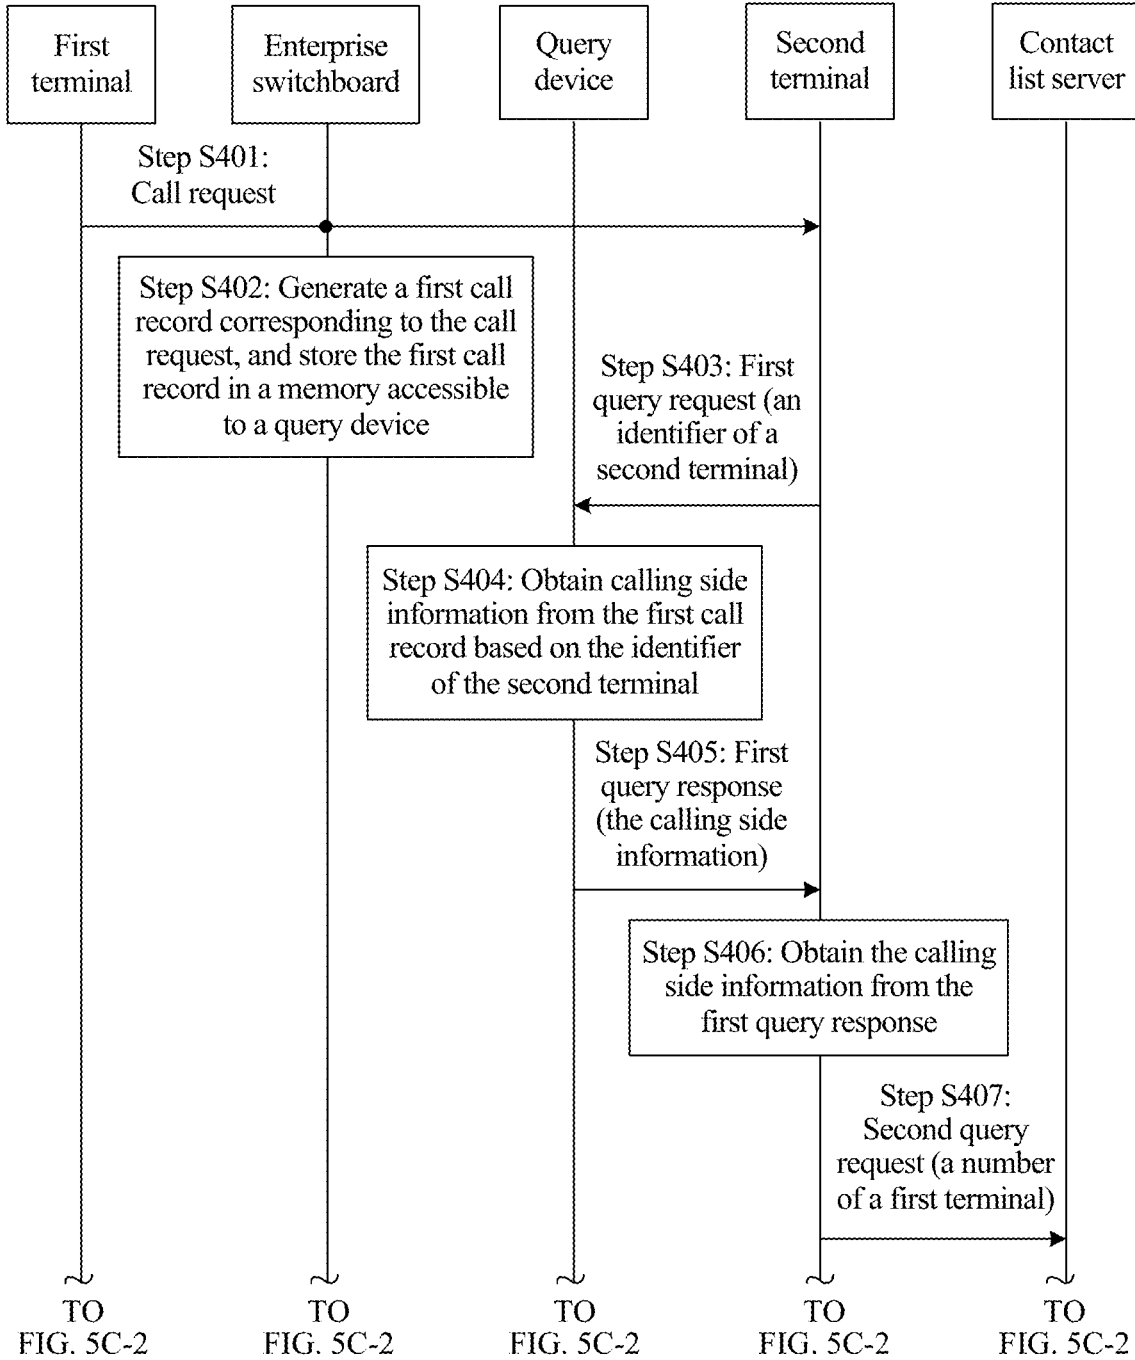 First
terminal
Enterprise
switchboard
Query
device
Second
terminal
Contact
list server
Step S401:
Call request
Step S402: Generate a first call
record corresponding to the call
request, and store the first call
record in a memory accessible
to a query device
Step S403: First
query request (an
identifier of a
second terminal)
Step S404: Obtain calling side
information from the first call
record based on the identifier
of the second terminal
Step S405: First
query response
(the calling side
information)
Step S406: Obtain the calling
side information from the
first query response
Step S407:
Second query
request (a number
of a first terminal)
TO
FIG. 5C-2
TO
FIG. 5C-2
TO
FIG. 5C-2
TO
FIG. 5C-2
TO
FIG. 5C-2